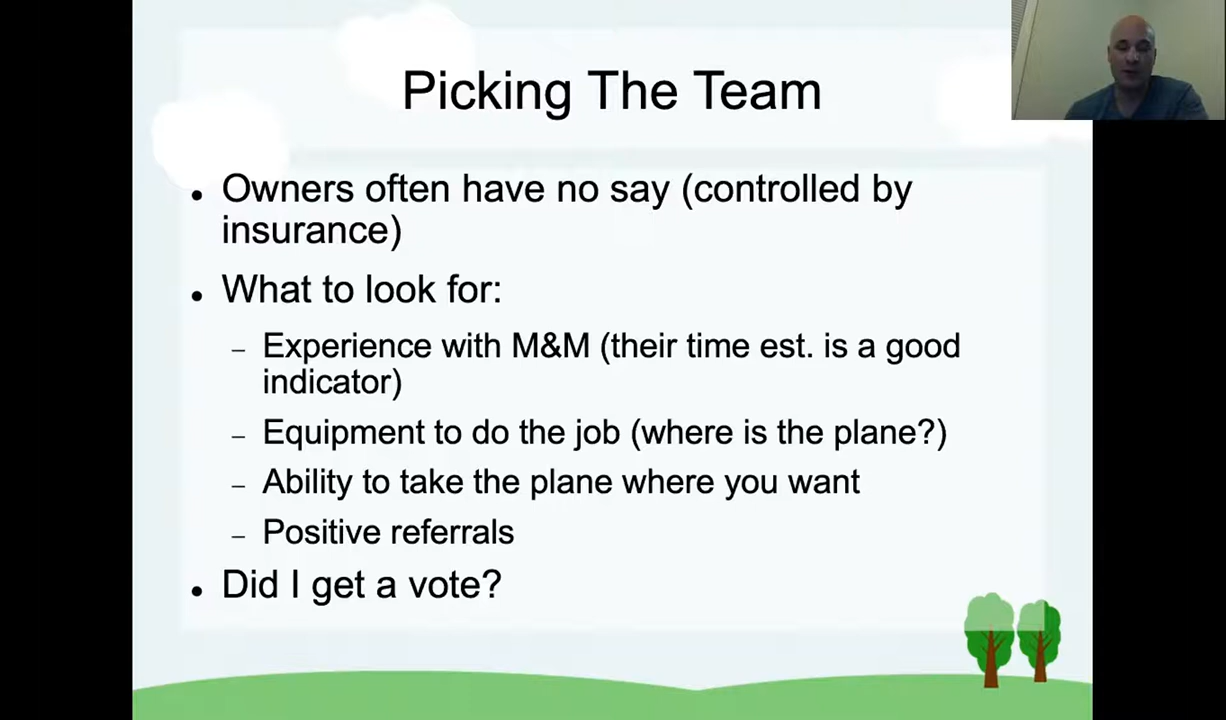 Picking The Team
• Owners often have no say (controlled by
insurance)
• What to look for:
– Experience with M&M (their time est. is a good
indicator)
– Equipment to do the job (where is the plane?)
– Ability to take the plane where you want
– Positive referrals
• Did I get a vote?